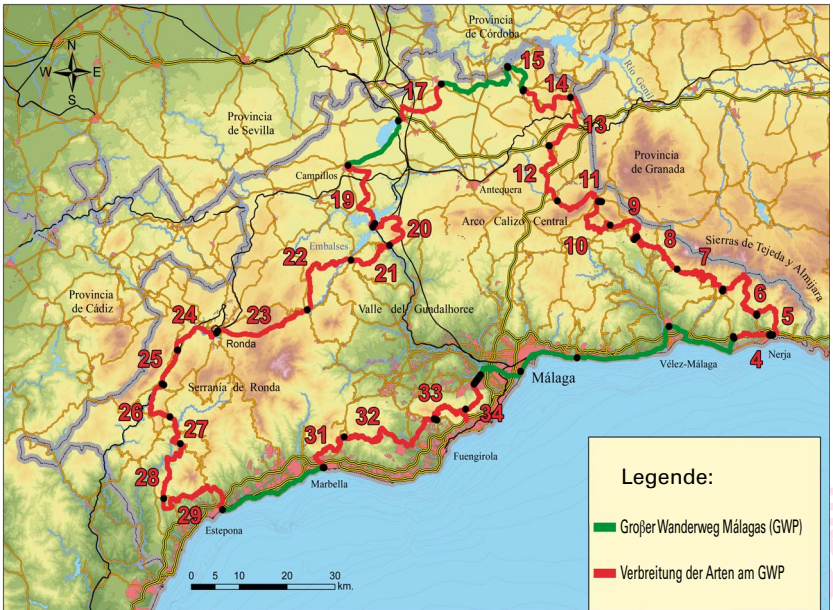 Provincia
de Córdoba
N
W E
S
15
Río Genil
17
14
Provincia
de Sevilla
13
Provincia
de Granada
Campillos
12
Antequera
11
19
Arco Calizo Central
9
20
10
8
Sierras de Tejeda y Almijara
Embalses
22
21
7
Provincia
de Cádiz
6
24
23
Valle del Guadalhorce
5
Ronda
25
Málaga
Vélez-Málaga
4
Nerja
Serranía de Ronda
26
33
34
27
31
32
Fuengirola
28
Marbella
29
Estepona
0 5 10 20 30
km.
Legende:
Großer Wanderweg Málagas (GWP)
Verbreitung der Arten am GWP